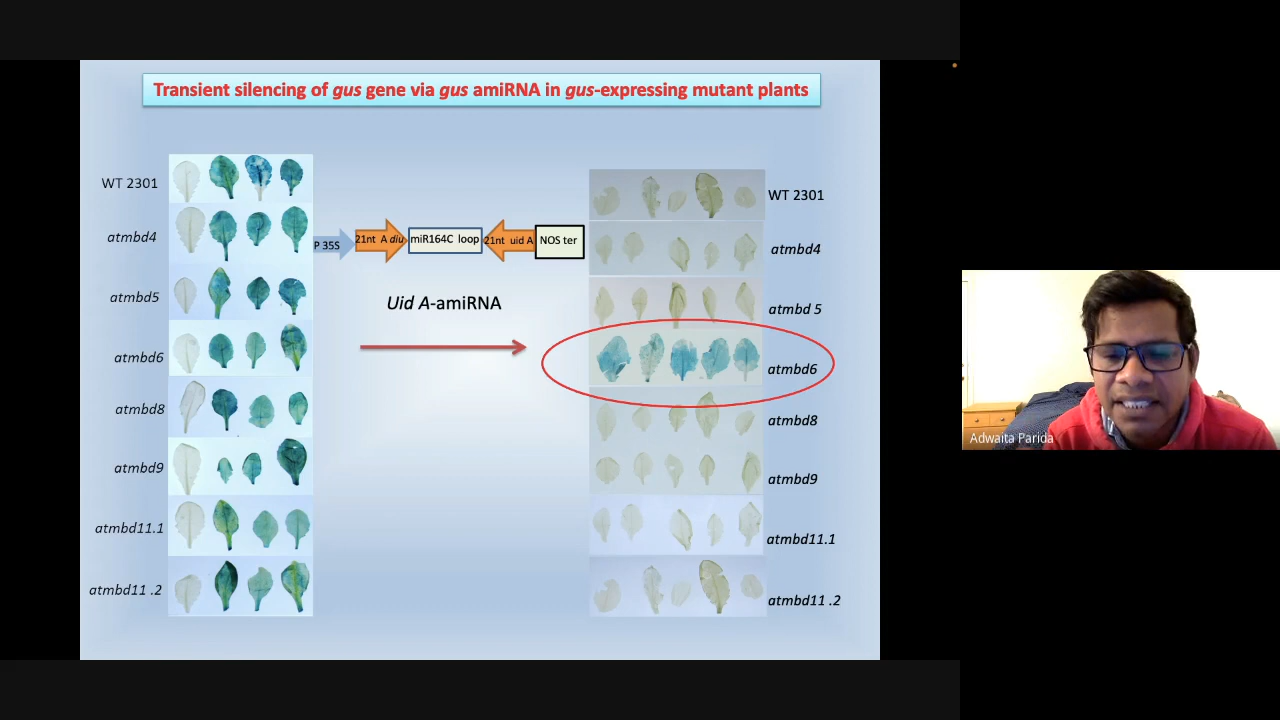 Transient silencing of gus gene via gus amiRNA in gus-expressing mutant plants
WT 2301
atmbd4
atmbd5
atmbd6
atmbd8
atmbd9
atmbd11.1
atmbd11 .2
P 35S
21nt A diu
miR164C loop
21nt uid A
NOS ter
Uid A-amiRNA
WT 2301
atmbd4
atmbd 5
atmbd6
atmbd8
atmbd9
atmbd11.1
atmbd11 .2
Adwaita Parida